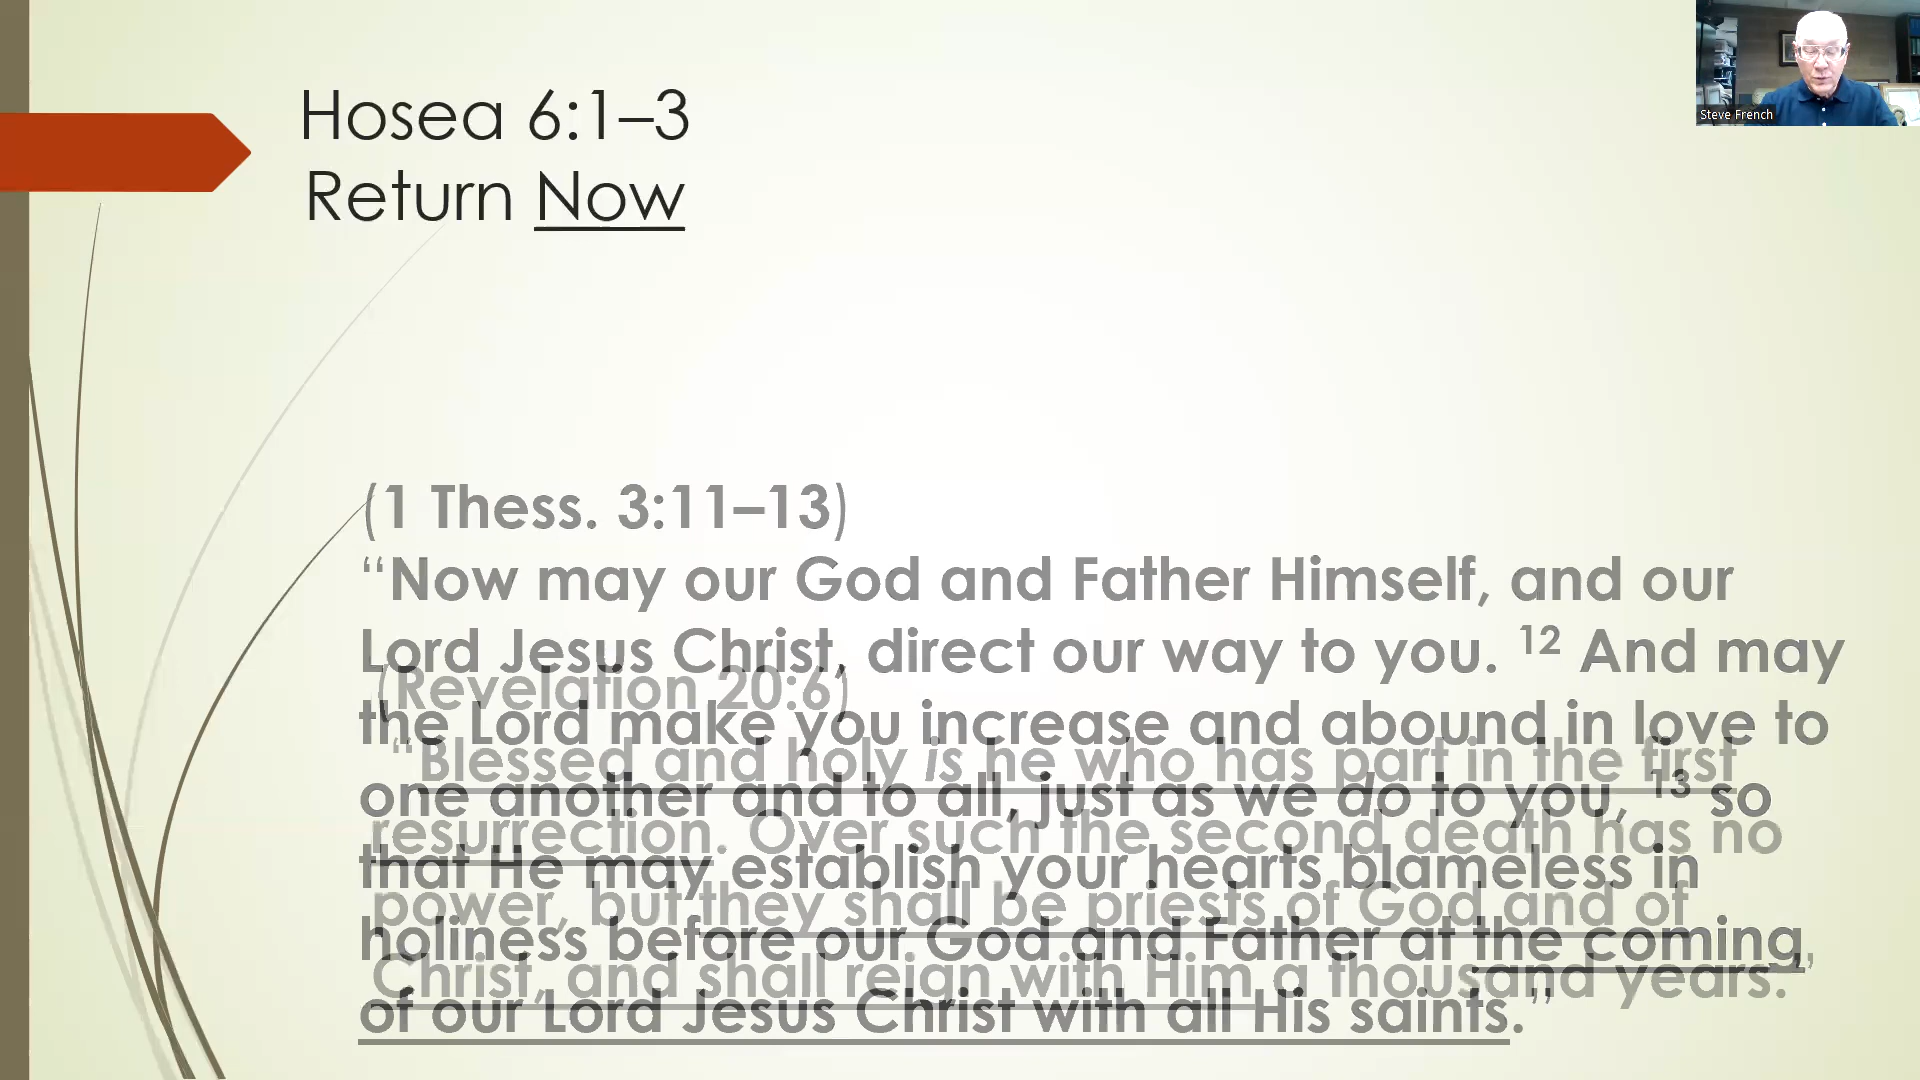 Hosea 6:1–3
Return Now
Steve French
(1 Thess. 3:11–13)
“Now may our God and Father Himself, and our
Lord Jesus Christ, direct our way to you. ¹² And may
the Lord make you increase and abound in love to
one another and to all, just as we do to you, ¹³ so
that He may establish your hearts blameless in
holiness before our God and Father at the coming
of our Lord Jesus Christ with all His saints.”
(Revelation 20:6)
“Blessed and holy is he who has part in the first
resurrection. Over such the second death has no
power, but they shall be priests of God and of
Christ, and shall reign with Him a thousand years.”